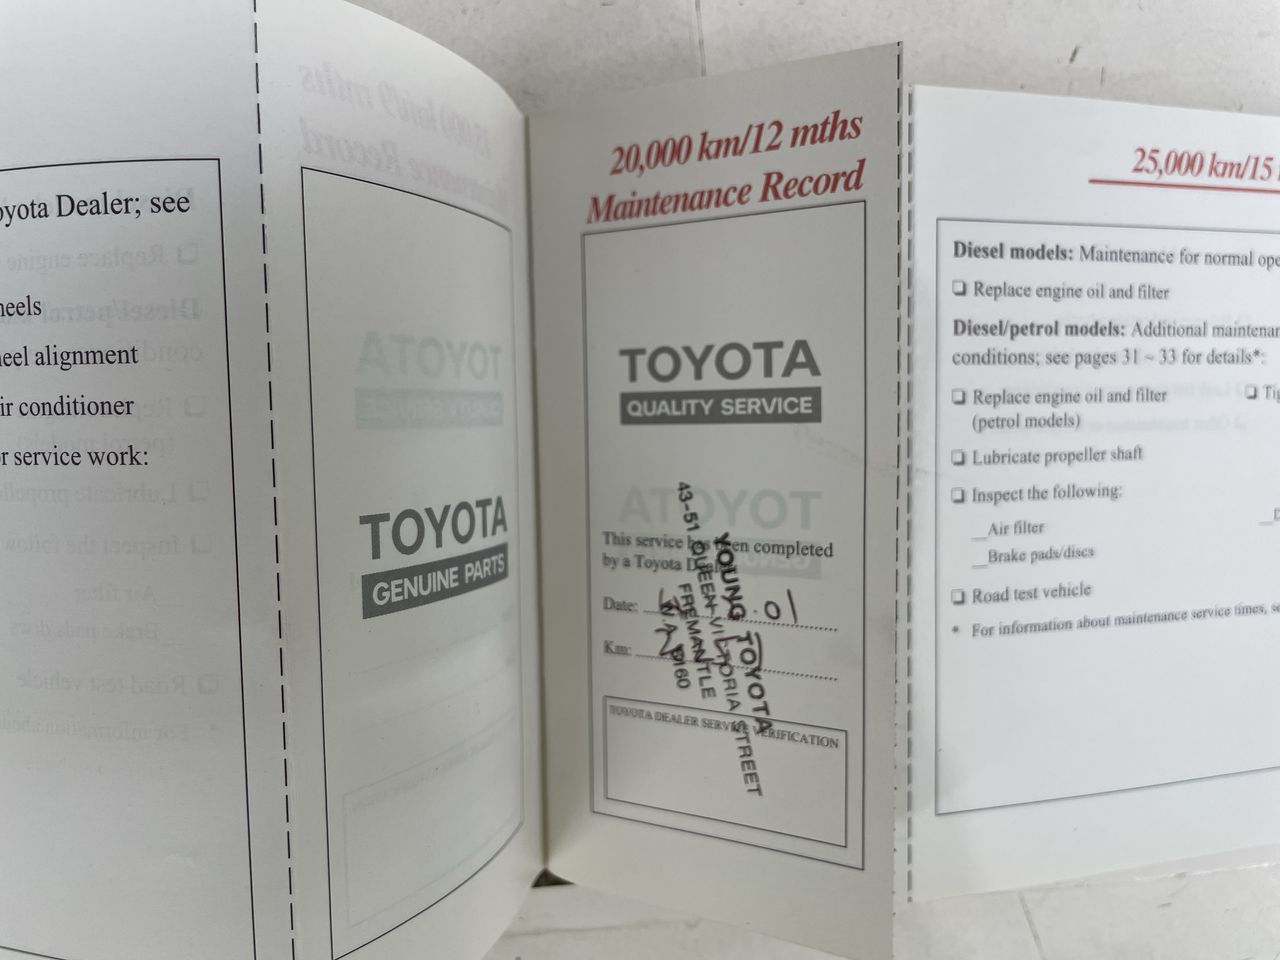 oyota Dealer; see
heels
heel alignment
ir conditioner
r service work:
TOYOTA
GENUINE PARTS
20,000 km/12 mths
Maintenance Record
TOYOTA
QUALITY SERVICE
This service has been completed
by a Toyota Dealer.
Date:
Km:
TOYOTA DEALER SERVICE VERIFICATION
YOUNG TOYOTA
43-51 QUEEN VICTORIA STREET
FREMANTLE
W.A. 6160
25,000 km/15
Diesel models: Maintenance for normal ope
❏ Replace engine oil and filter
Diesel/petrol models: Additional maintenan
conditions; see pages 31 ~ 33 for details*:
❏ Replace engine oil and filter ❏ Tig
(petrol models)
❏ Lubricate propeller shaft
❏ Inspect the following:
__Air filter
__Brake pads/discs
❏ Road test vehicle
* For information about maintenance service times, se